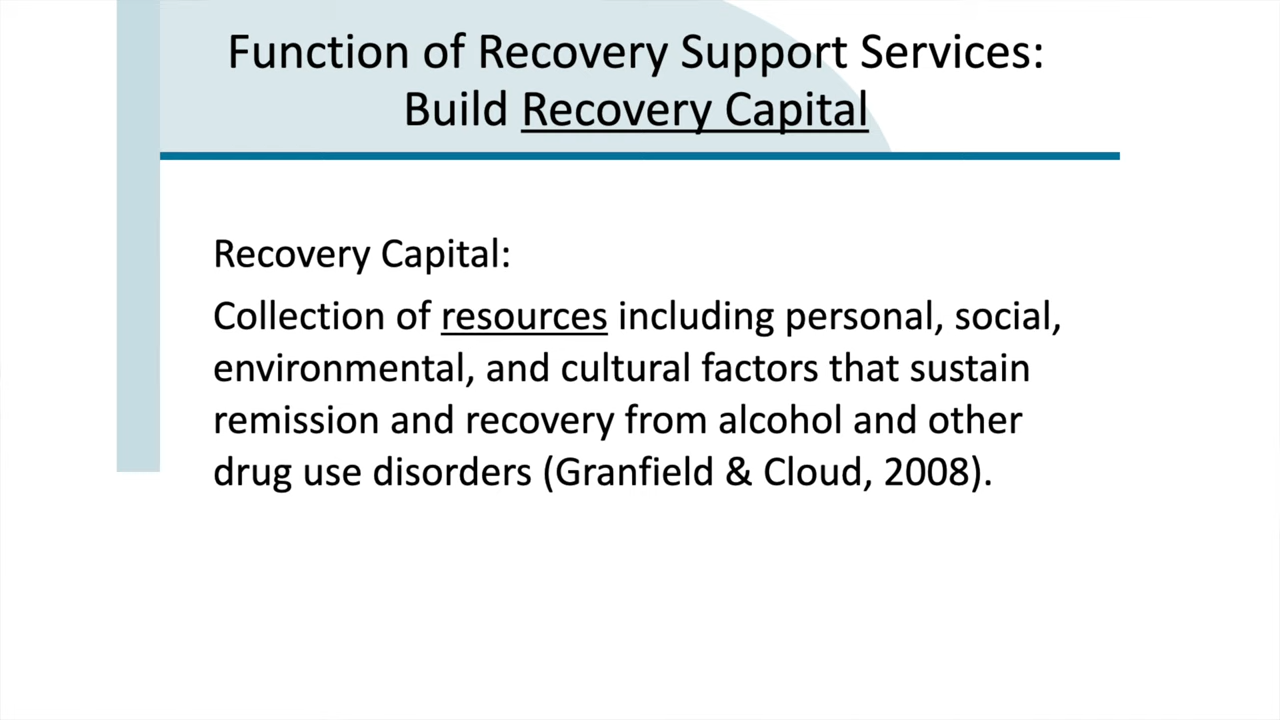 Function of Recovery Support Services:
Build Recovery Capital
Recovery Capital:
Collection of resources including personal, social,
environmental, and cultural factors that sustain
remission and recovery from alcohol and other
drug use disorders (Granfield & Cloud, 2008).